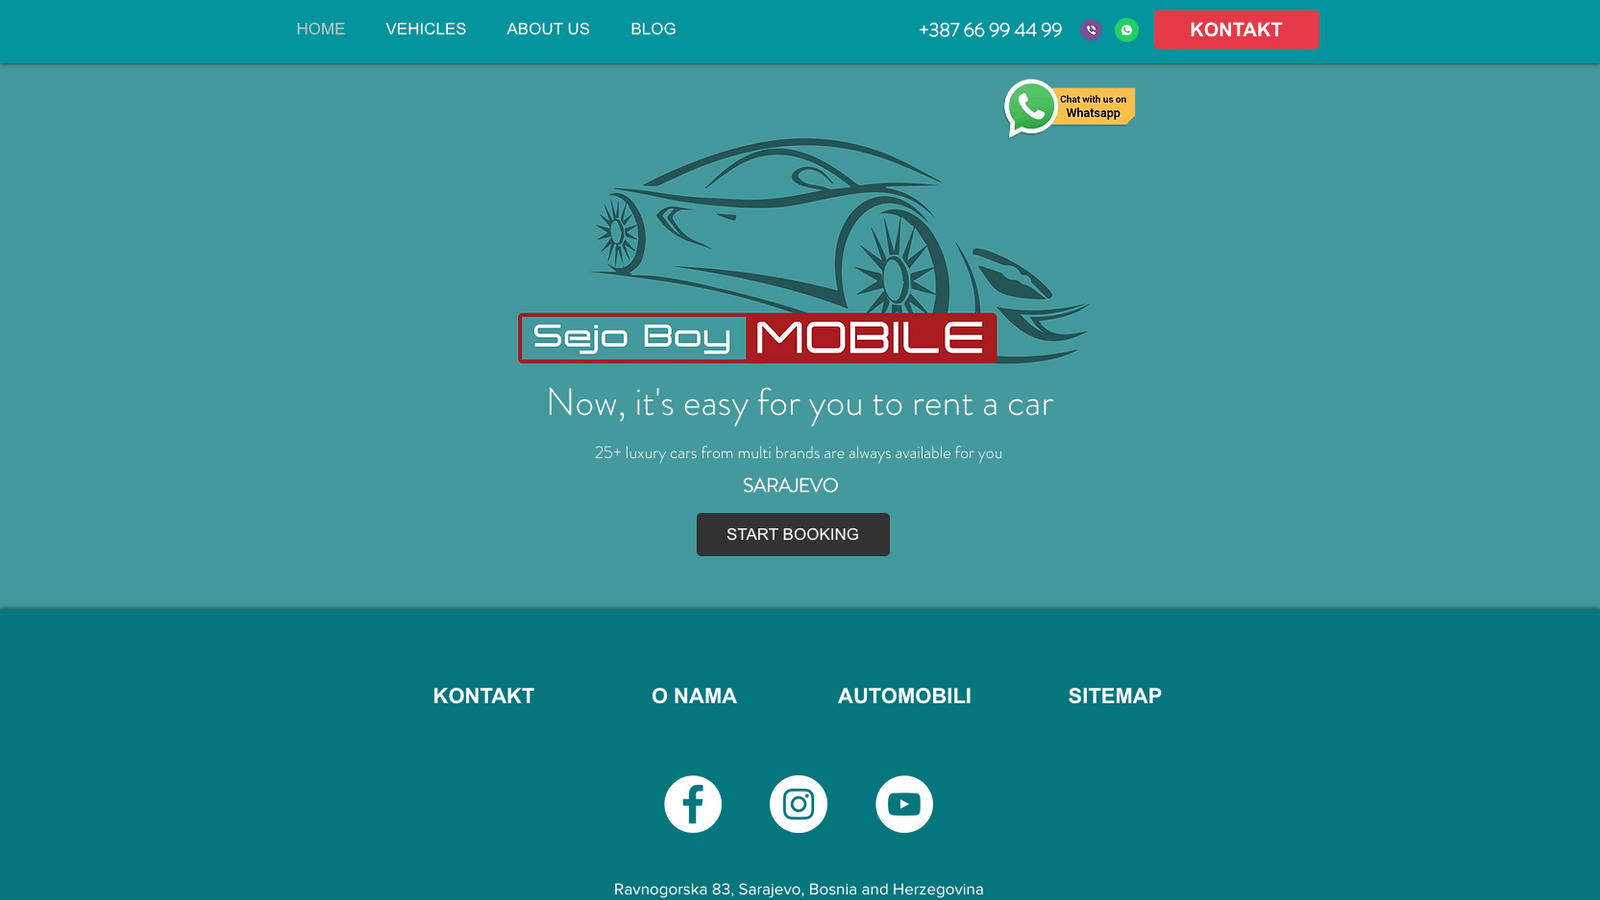 HOME VEHICLES ABOUT US BLOG +387 66 99 44 99 KONTAKT
Chat with us on
Whatsapp
Sejo Boy MOBILE
Now, it's easy for you to rent a car
25+ luxury cars from multi brands are always available for you
SARAJEVO
START BOOKING
KONTAKT O NAMA AUTOMOBILI SITEMAP
Ravnogorska 83, Sarajevo, Bosnia and Herzegovina